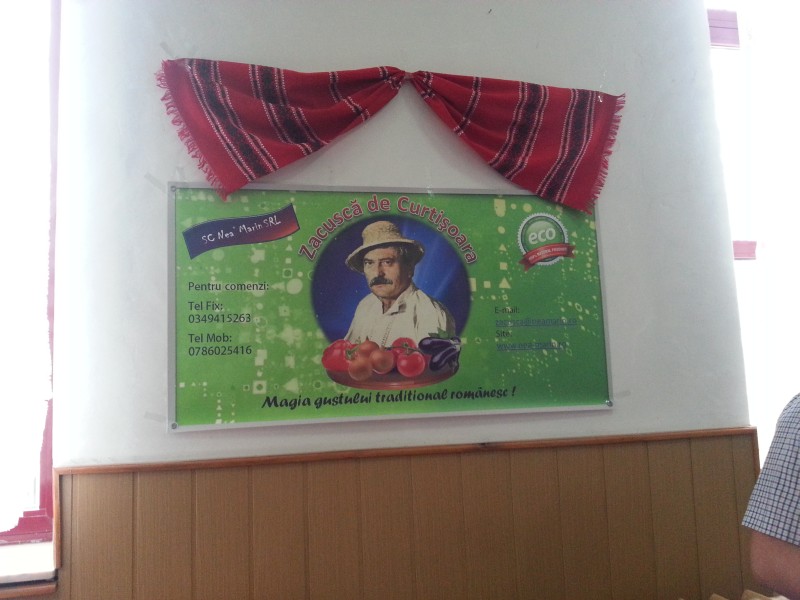 Zacuscă de Curtișoara
SC Nea' Marin SRL
eco
Pentru comenzi:
Tel Fix:
0349415263
Tel Mob:
0786025416
E-mail:
Site:
Magia gustului traditional românesc !